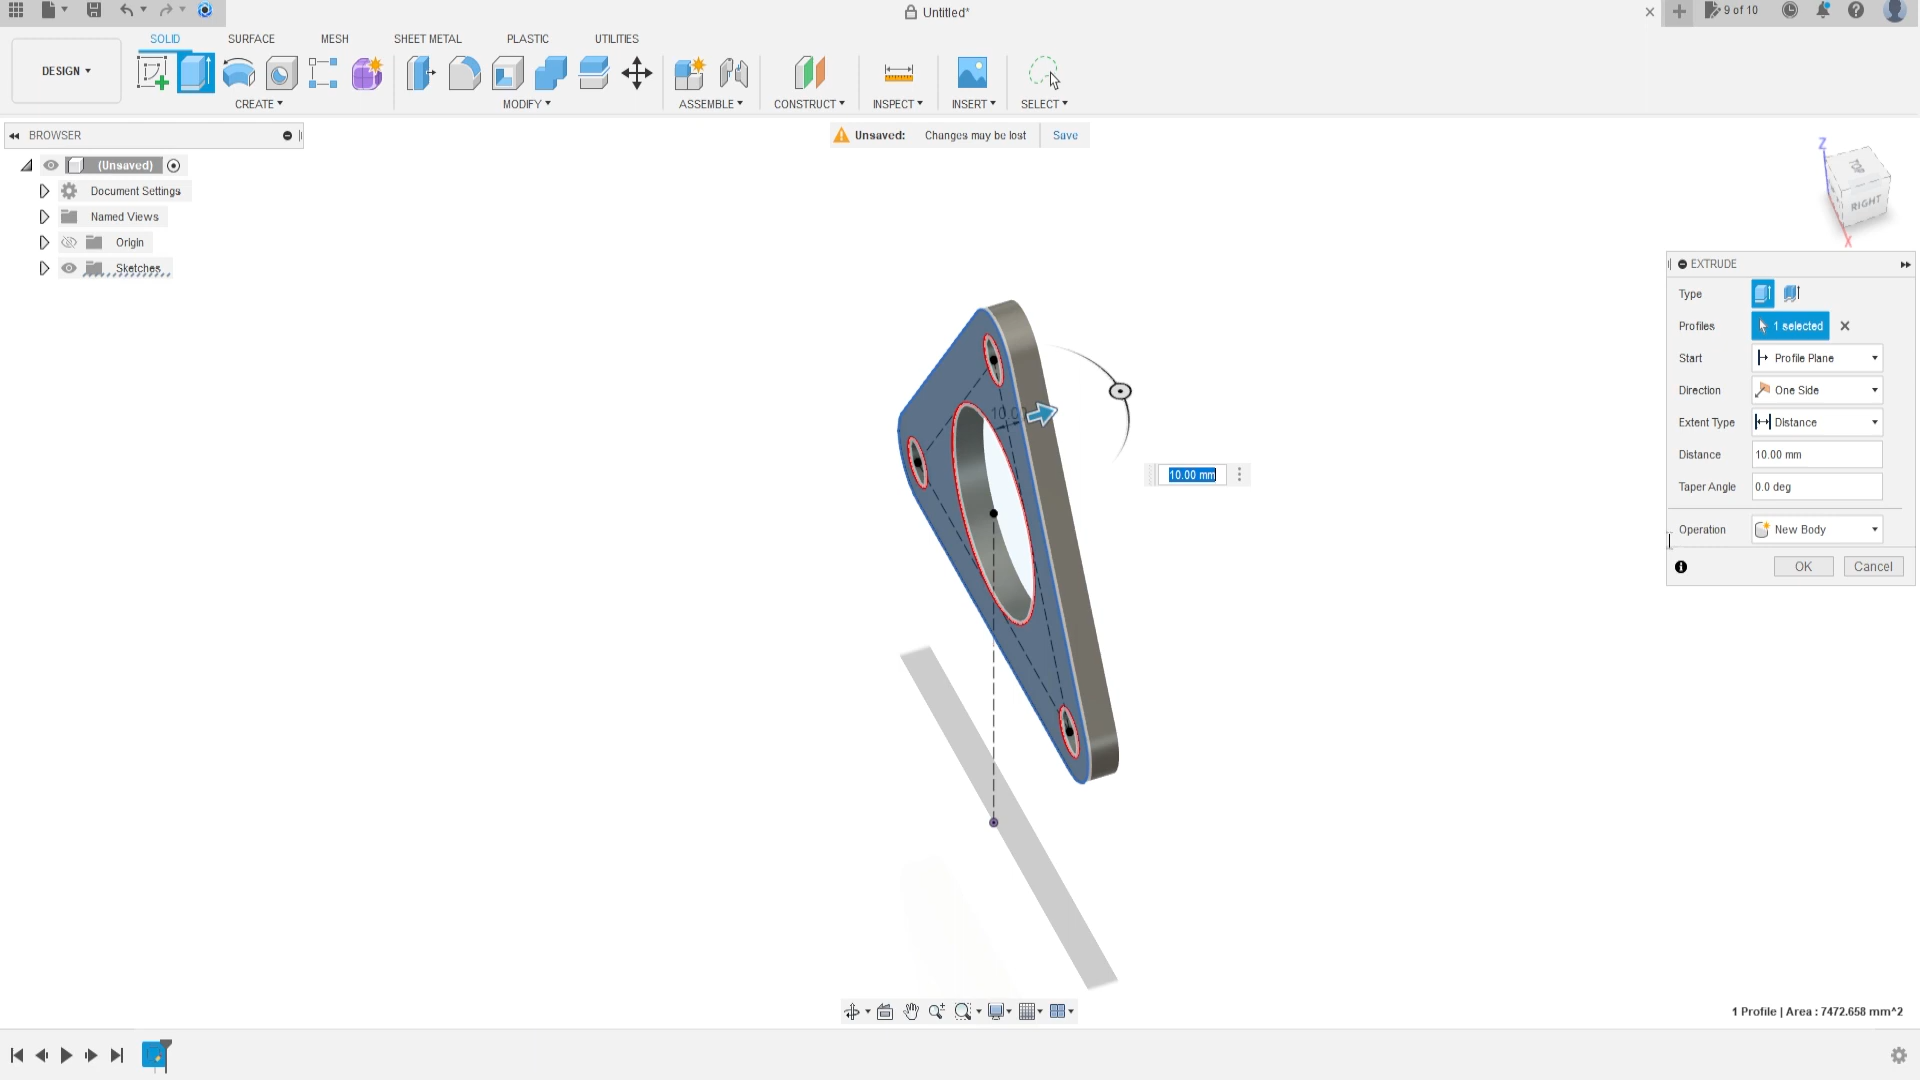 Untitled*
9 of 10
SOLID SURFACE MESH SHEET METAL PLASTIC UTILITIES
DESIGN
CREATE MODIFY ASSEMBLE CONSTRUCT INSPECT INSERT SELECT
BROWSER
Unsaved: Changes may be lost Save
(Unsaved)
Document Settings
Named Views
Origin
Sketches
Z
TOP
RIGHT
X
EXTRUDE
Type
Profiles 1 selected
Start Profile Plane
Direction One Side
Extent Type Distance
Distance 10.00 mm
Taper Angle 0.0 deg
Operation New Body
OK Cancel
10.00 mm
1 Profile | Area : 7472.658 mm^2